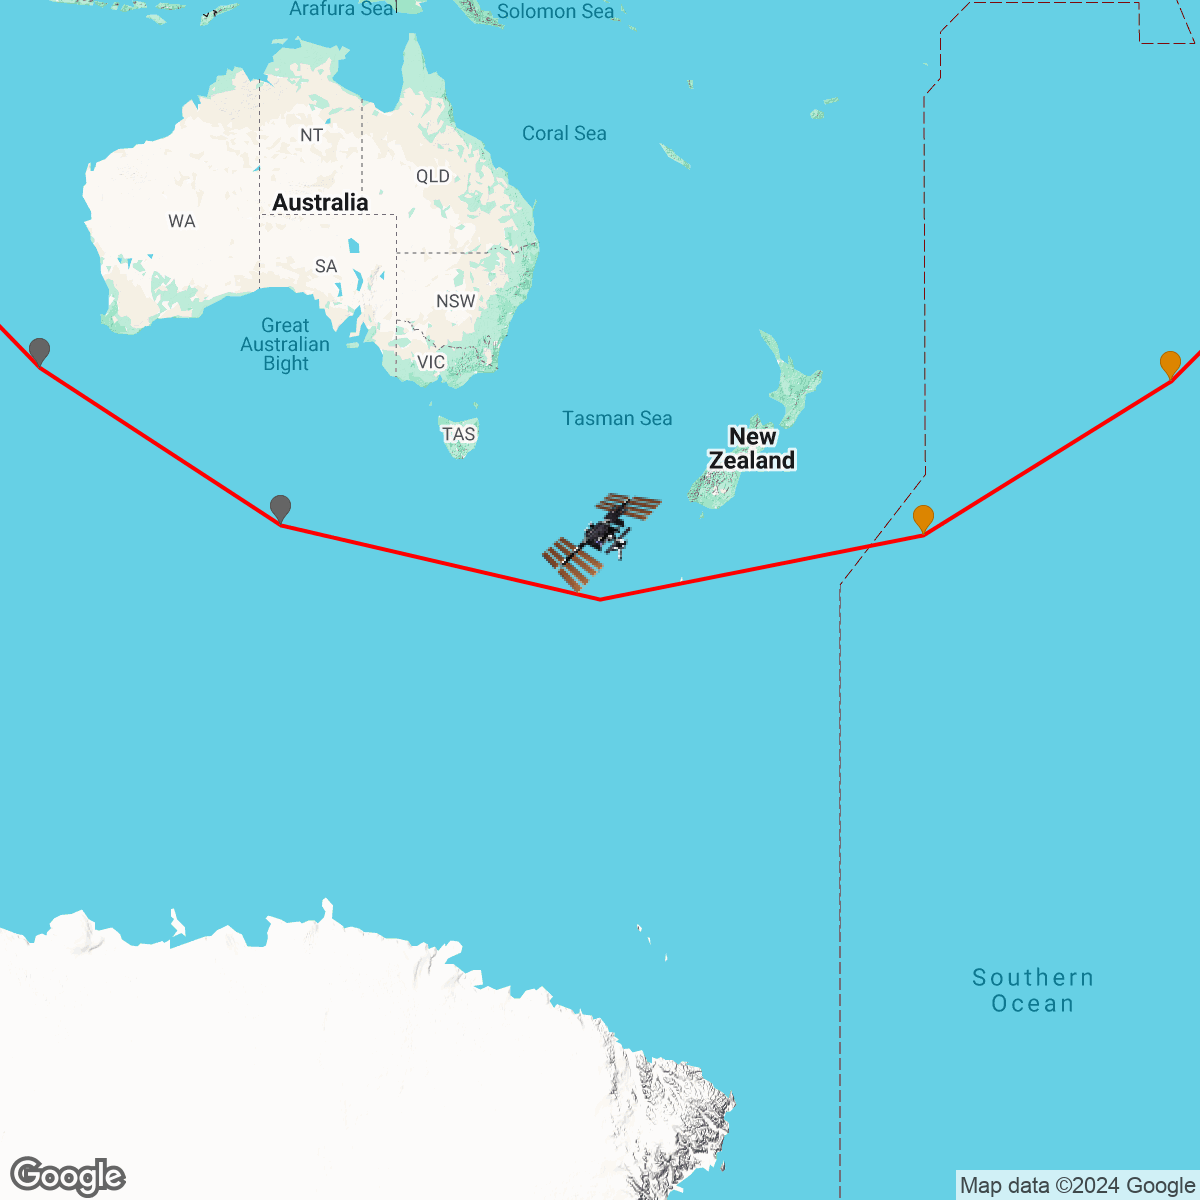 Arafura Sea
Solomon Sea
Coral Sea
NT
QLD
Australia
WA
SA
NSW
Great
Australian
Bight
VIC
Tasman Sea
TAS
New
Zealand
Southern
Ocean
Google
Map data ©2024 Google